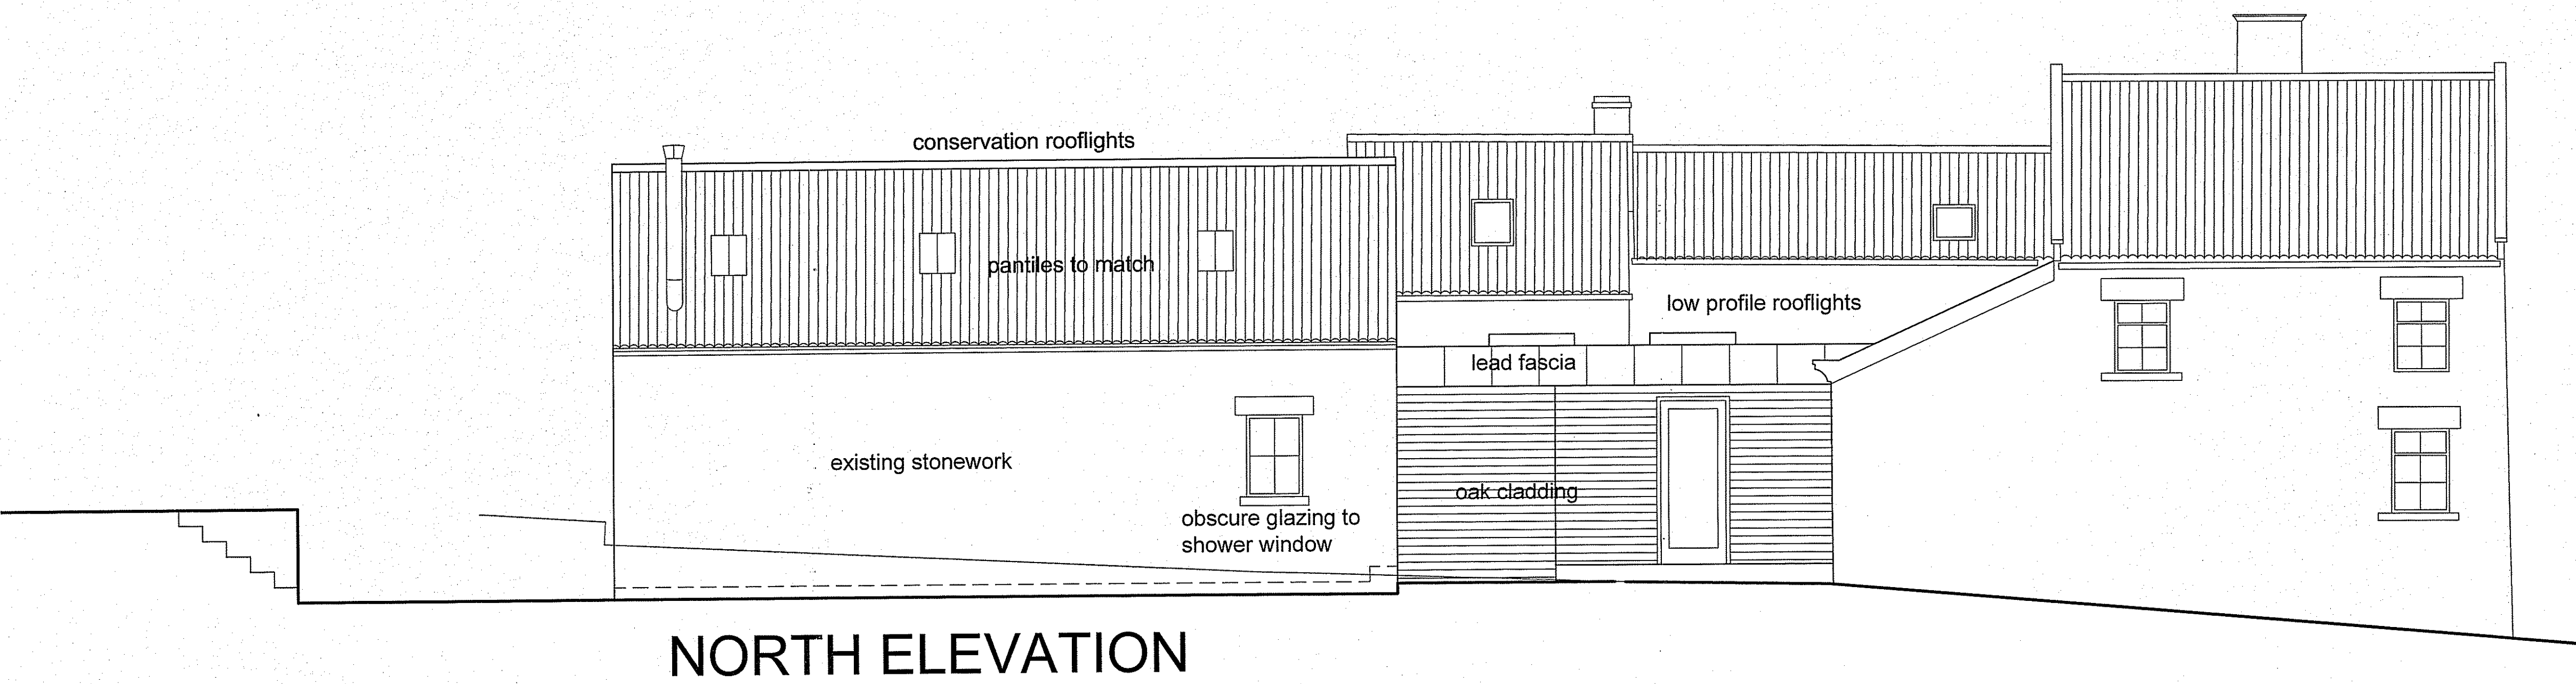 conservation rooflights
pantiles to match
low profile rooflights
lead fascia
existing stonework
oak cladding
obscure glazing to
shower window
NORTH ELEVATION